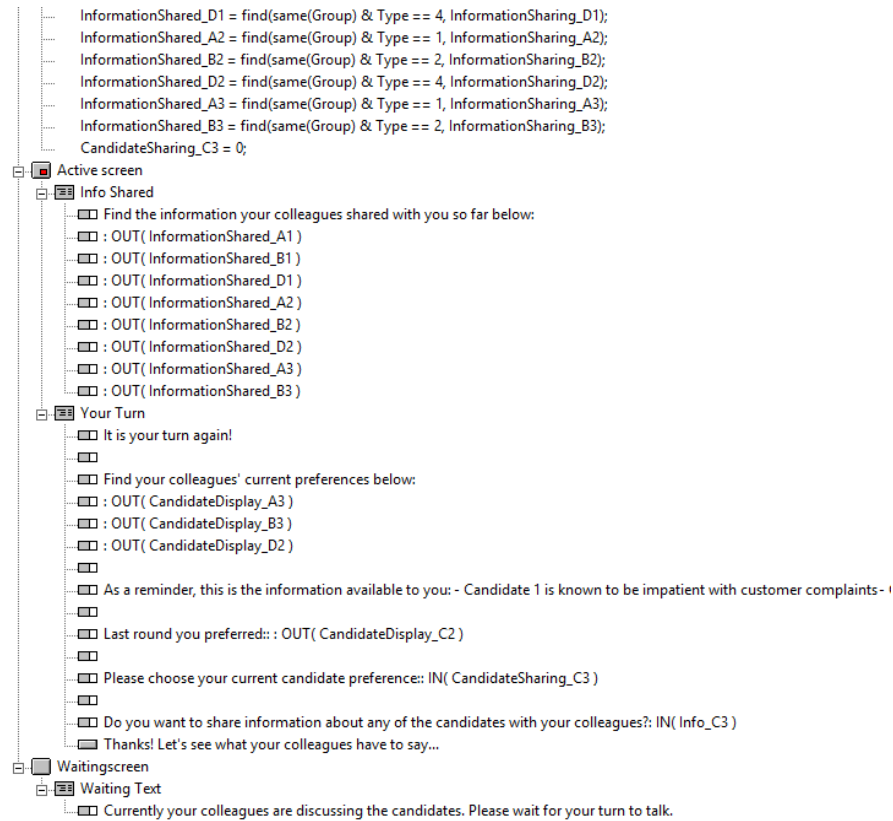 InformationShared_D1 = find(same(Group) & Type == 4, InformationSharing_D1);
InformationShared_A2 = find(same(Group) & Type == 1, InformationSharing_A2);
InformationShared_B2 = find(same(Group) & Type == 2, InformationSharing_B2);
InformationShared_D2 = find(same(Group) & Type == 4, InformationSharing_D2);
InformationShared_A3 = find(same(Group) & Type == 1, InformationSharing_A3);
InformationShared_B3 = find(same(Group) & Type == 2, InformationSharing_B3);
CandidateSharing_C3 = 0;
Active screen
Info Shared
Find the information your colleagues shared with you so far below:
: OUT( InformationShared_A1 )
: OUT( InformationShared_B1 )
: OUT( InformationShared_D1 )
: OUT( InformationShared_A2 )
: OUT( InformationShared_B2 )
: OUT( InformationShared_D2 )
: OUT( InformationShared_A3 )
: OUT( InformationShared_B3 )
Your Turn
It is your turn again!
Find your colleagues' current preferences below:
: OUT( CandidateDisplay_A3 )
: OUT( CandidateDisplay_B3 )
: OUT( CandidateDisplay_D2 )
As a reminder, this is the information available to you: - Candidate 1 is known to be impatient with customer complaints -
Last round you preferred:: : OUT( CandidateDisplay_C2 )
Please choose your current candidate preference:: IN( CandidateSharing_C3 )
Do you want to share information about any of the candidates with your colleagues?: IN( Info_C3 )
Thanks! Let's see what your colleagues have to say...
Waitingscreen
Waiting Text
Currently your colleagues are discussing the candidates. Please wait for your turn to talk.